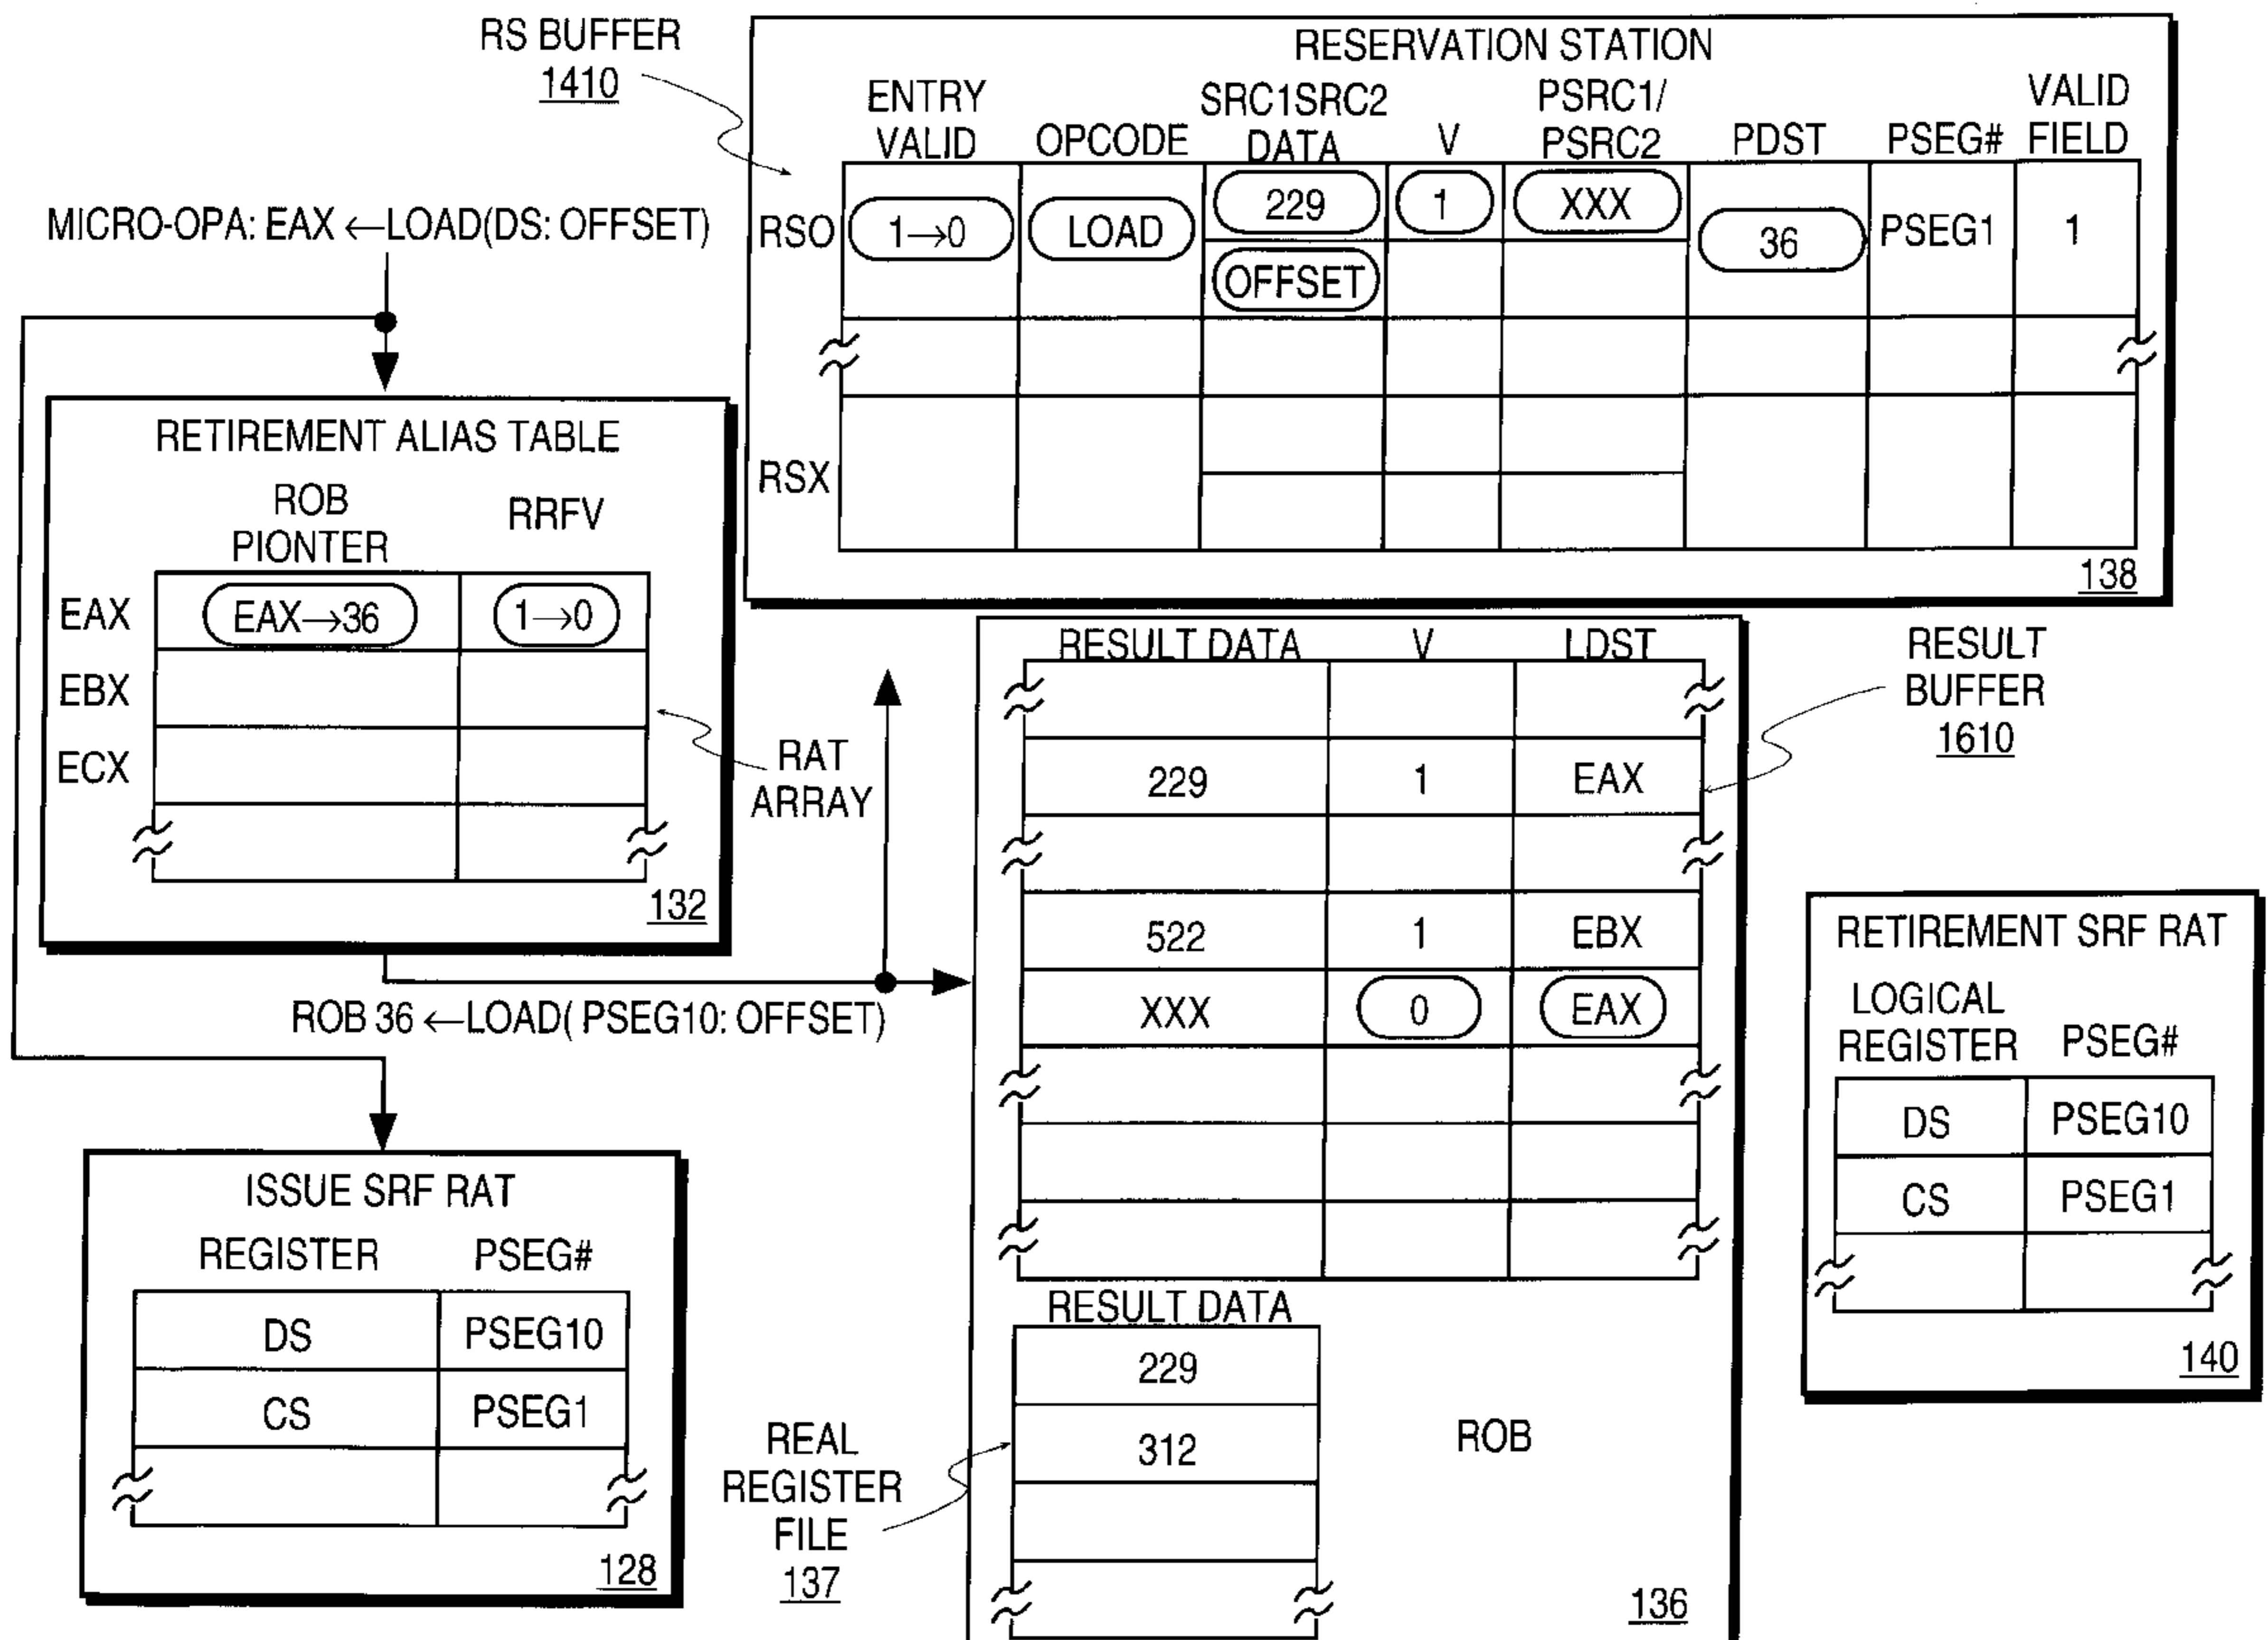 RS BUFFER
1410
RESERVATION STATION
ENTRY VALID
OPCODE
SRC1SRC2 DATA
V
PSRC1/ PSRC2
PDST
PSEG#
VALID FIELD
RSO
1→0
LOAD
229
1
XXX
36
PSEG1
1
OFFSET
RSX
138
MICRO-OPA: EAX ←LOAD(DS: OFFSET)
RETIREMENT ALIAS TABLE
ROB PIONTER
RRFV
EAX
EAX→36
1→0
EBX
ECX
RAT ARRAY
132
ROB 36 ←LOAD( PSEG10: OFFSET)
RESULT DATA
V
LDST
229
1
EAX
522
1
EBX
XXX
0
EAX
RESULT BUFFER
1610
RESULT DATA
229
312
ROB
136
REAL REGISTER FILE
137
ISSUE SRF RAT
REGISTER
PSEG#
DS
PSEG10
CS
PSEG1
128
RETIREMENT SRF RAT
LOGICAL REGISTER
PSEG#
DS
PSEG10
CS
PSEG1
140